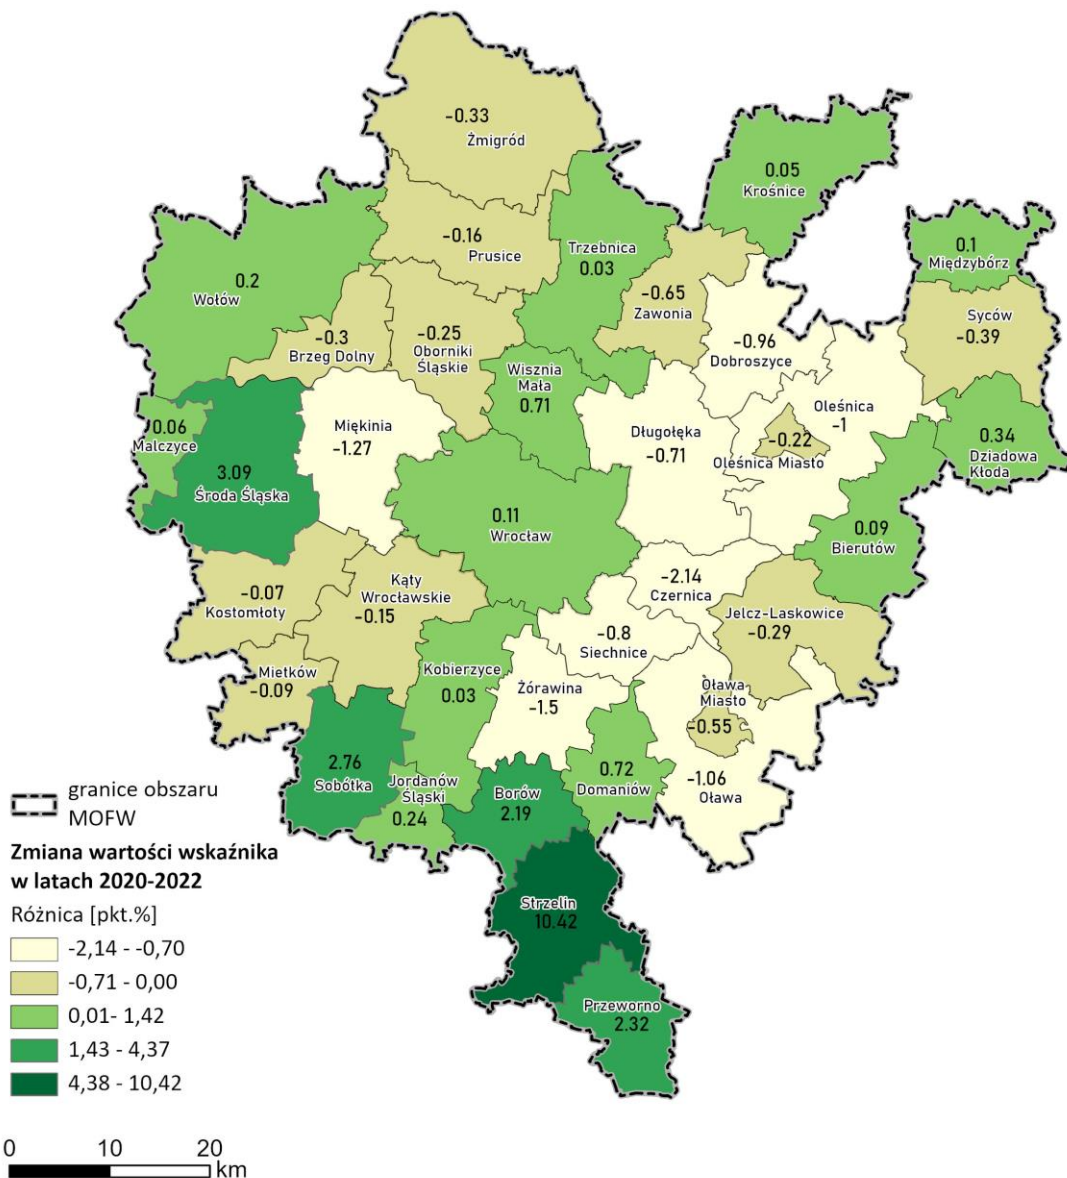 -0.33
Żmigród
0.05
Krośnice
-0.16
Prusice
Trzebnica
0.03
0.1
Międzybórz
0.2
Wołów
-0.65
Zawonia
Syców
-0.39
-0.3
Brzeg Dolny
-0.25
Oborniki
Śląskie
-0.96
Dobroszyce
Wisznia
Mała
0.71
Oleśnica
-1
0.06
Malczyce
Miękinia
-1.27
Długołęka
-0.71
-0.22
Oleśnica Miasto
0.34
Dziadowa
Kłoda
3.09
Środa Śląska
0.11
Wrocław
0.09
Bierutów
-0.07
Kostomłoty
Kąty
Wrocławskie
-0.15
-2.14
Czernica
Jelcz-Laskowice
-0.29
-0.8
Siechnice
Mietków
-0.09
Kobierzyce
0.03
Żórawina
-1.5
Oława
Miasto
-0.55
2.76
Sobótka
Jordanów
Śląski
0.24
Borów
2.19
0.72
Domaniów
-1.06
Oława
Strzelin
10.42
Przeworno
2.32
granice obszaru
MOFW
Zmiana wartości wskaźnika
w latach 2020-2022
Różnica [pkt.%]
-2,14 - -0,70
-0,71 - 0,00
0,01- 1,42
1,43 - 4,37
4,38 - 10,42
0 10 20
km